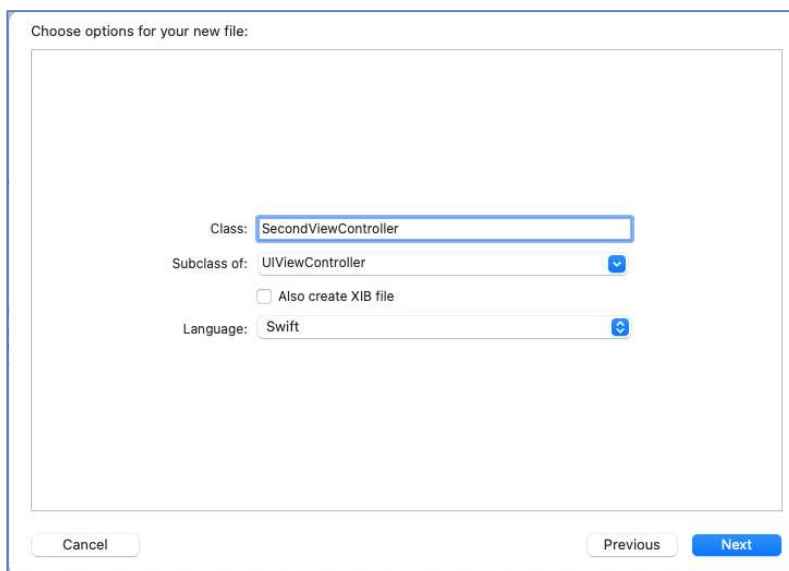 Choose options for your new file:
Class: SecondViewController
Subclass of: UIViewController
Also create XIB file
Language: Swift
Cancel Previous Next